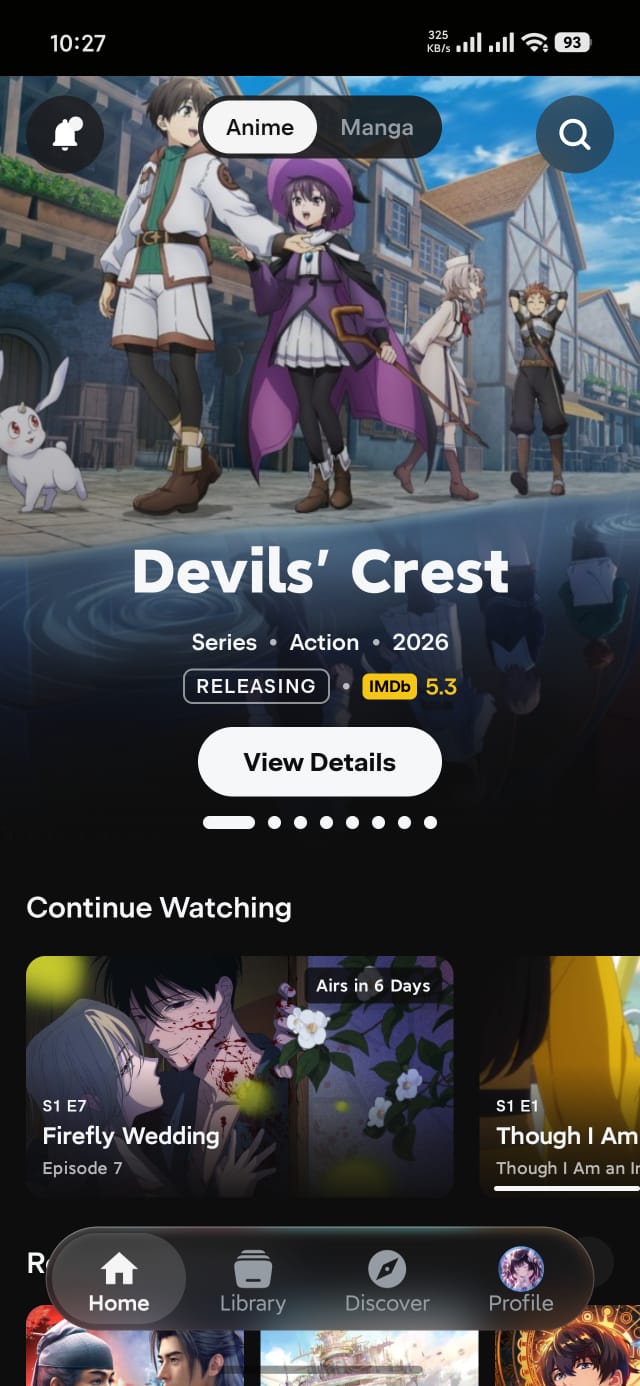 10:27
325
KB/s
93
Anime
Manga
Devils' Crest
Series • Action • 2026
RELEASING • IMDb 5.3
View Details
Continue Watching
Airs in 6 Days
S1 E7
Firefly Wedding
Episode 7
S1 E1
Though I Am
Though I Am an
Home
Library
Discover
Profile